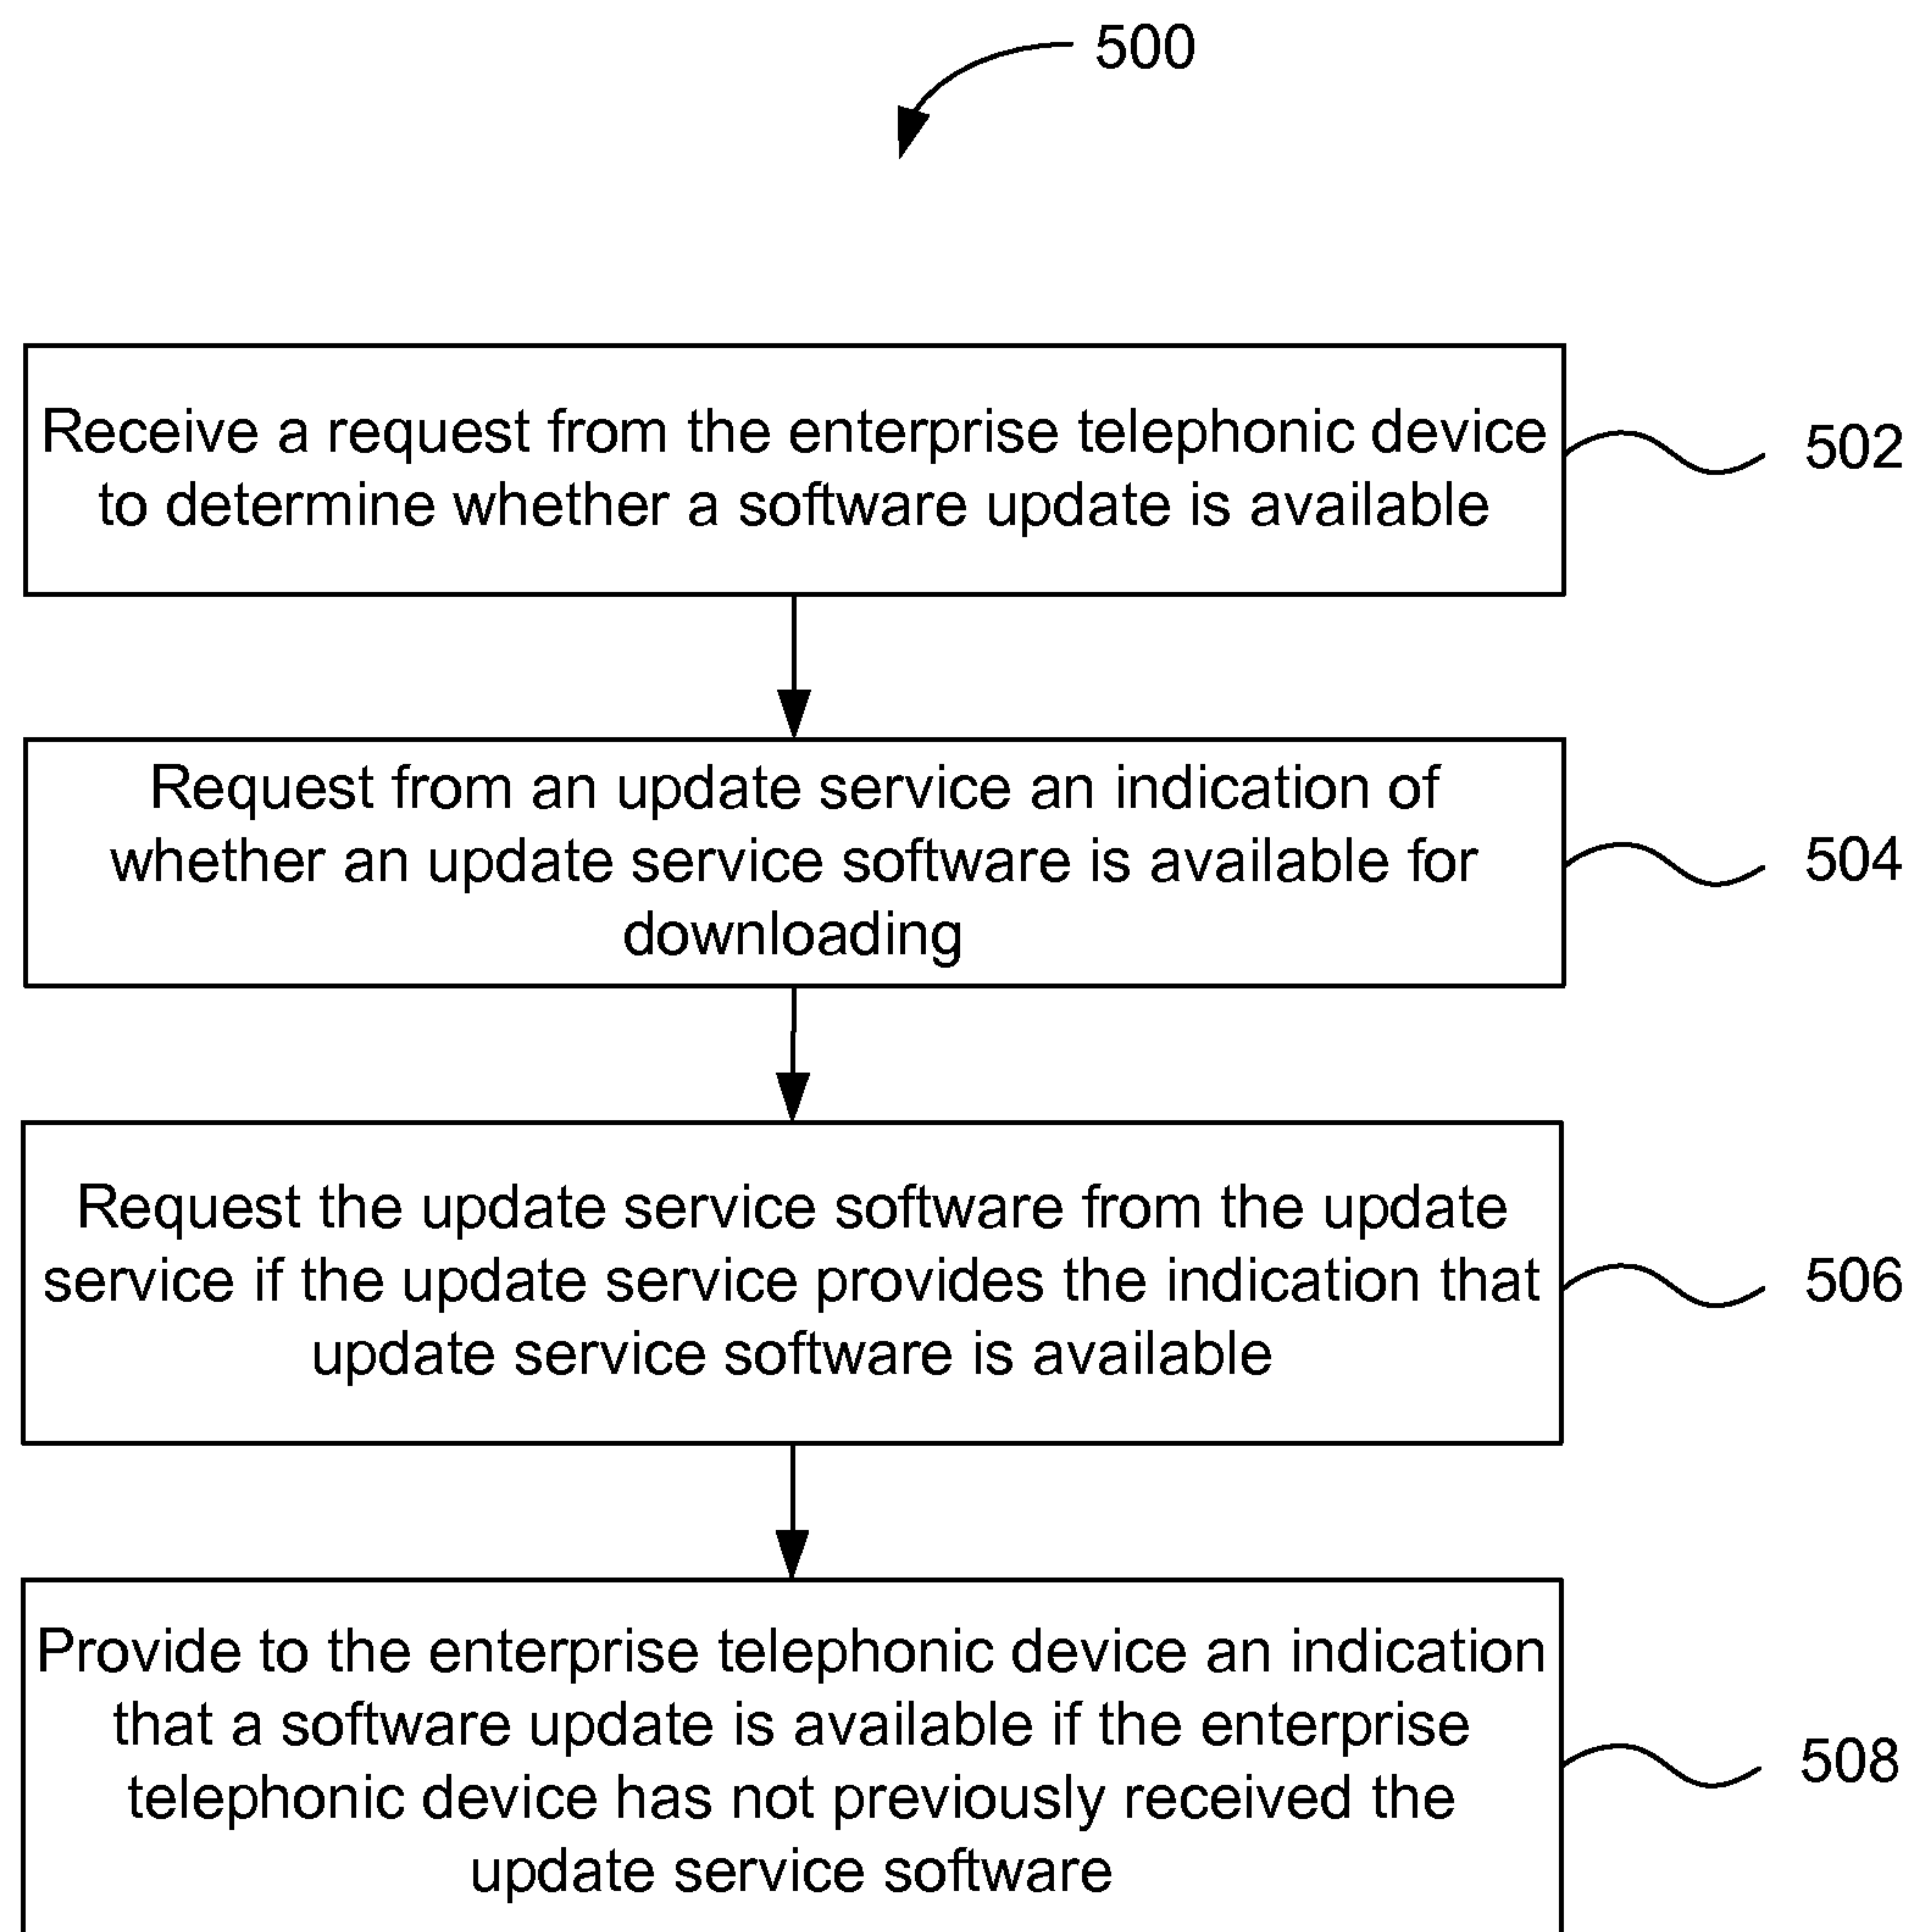 500
Receive a request from the enterprise telephonic device
to determine whether a software update is available
502
Request from an update service an indication of
whether an update service software is available for
downloading
504
Request the update service software from the update
service if the update service provides the indication that
update service software is available
506
Provide to the enterprise telephonic device an indication
that a software update is available if the enterprise
telephonic device has not previously received the
update service software
508